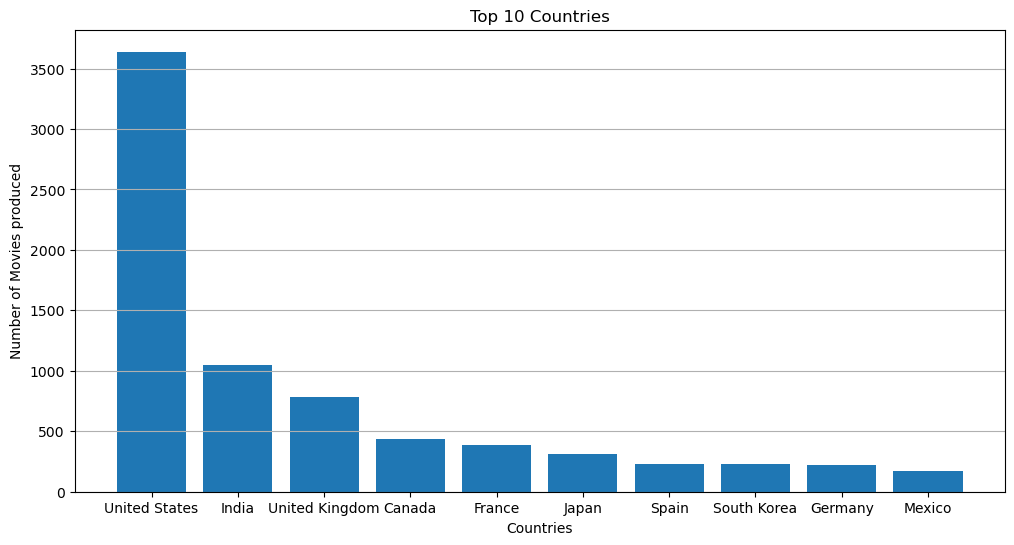 Top 10 Countries
Number of Movies produced
3500
3000
2500
2000
1500
1000
500
0
United States India United Kingdom Canada France Japan Spain South Korea Germany Mexico
Countries